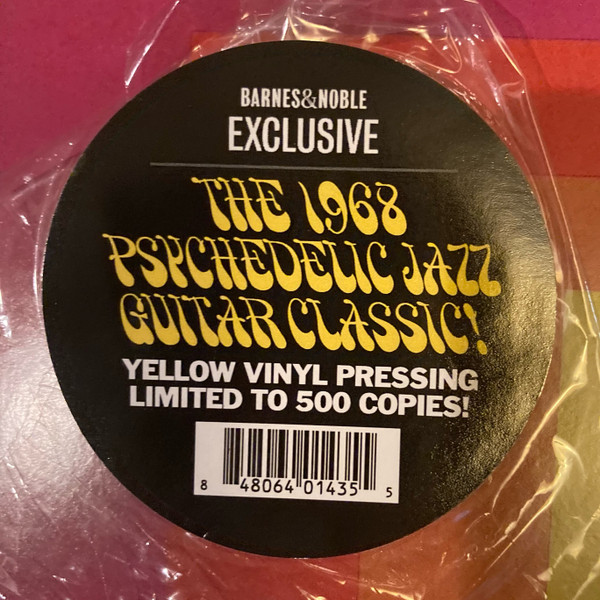 BARNES&NOBLE
EXCLUSIVE
THE 1968
PSYCHEDELIC JAZZ
GUITAR CLASSIC!
YELLOW VINYL PRESSING
LIMITED TO 500 COPIES!
8 48064 01435 5